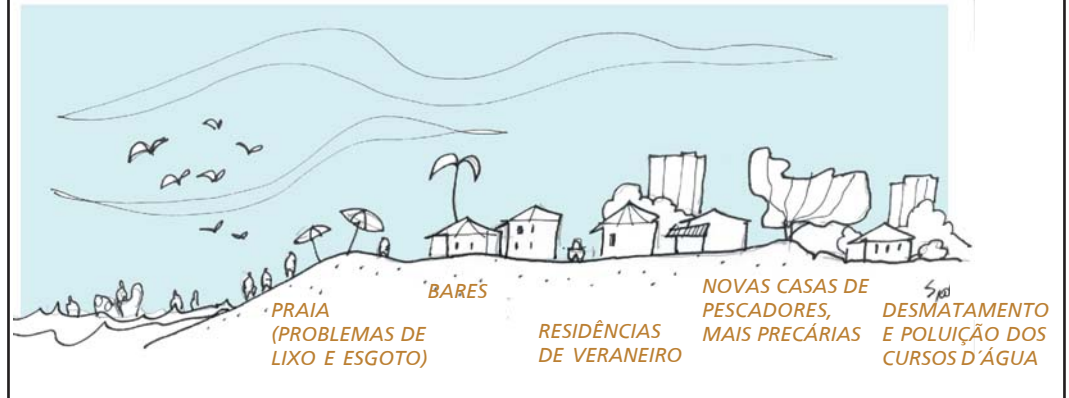 PRAIA
(PROBLEMAS DE
LIXO E ESGOTO)
BARES
RESIDÊNCIAS
DE VERANEIRO
NOVAS CASAS DE
PESCADORES,
MAIS PRECÁRIAS
DESMATAMENTO
E POLUIÇÃO DOS
CURSOS D´ÁGUA